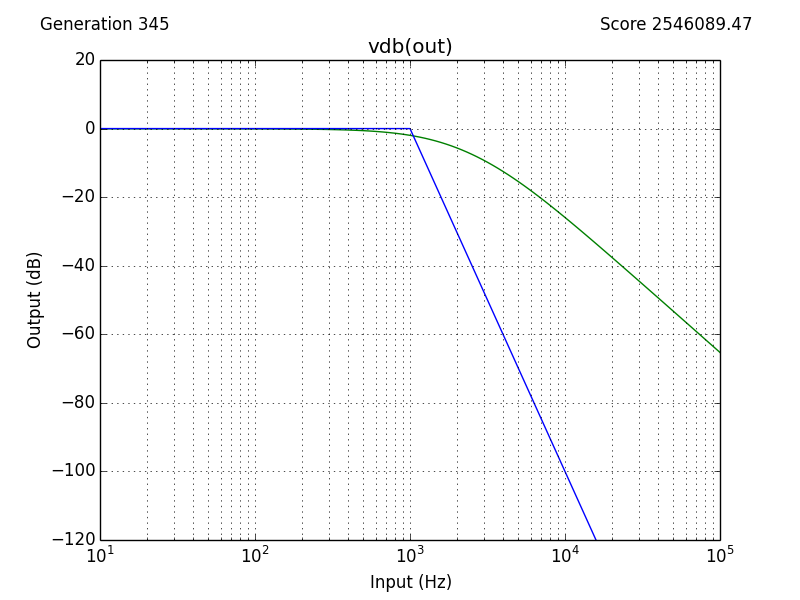 Generation 345
Score 2546089.47
vdb(out)
20
0
−20
−40
−60
−80
−100
−120
Output (dB)
10¹ 10² 10³ 10⁴ 10⁵
Input (Hz)